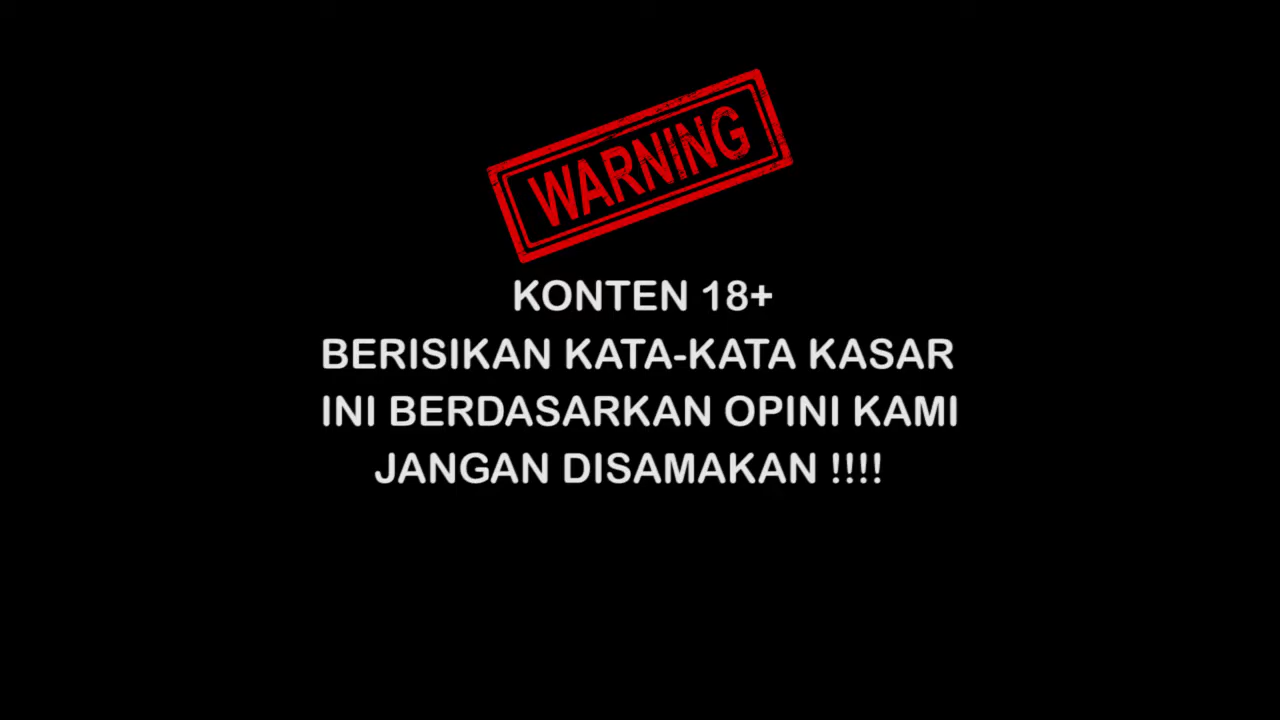 WARNING
KONTEN 18+
BERISIKAN KATA-KATA KASAR
INI BERDASARKAN OPINI KAMI
JANGAN DISAMAKAN !!!!